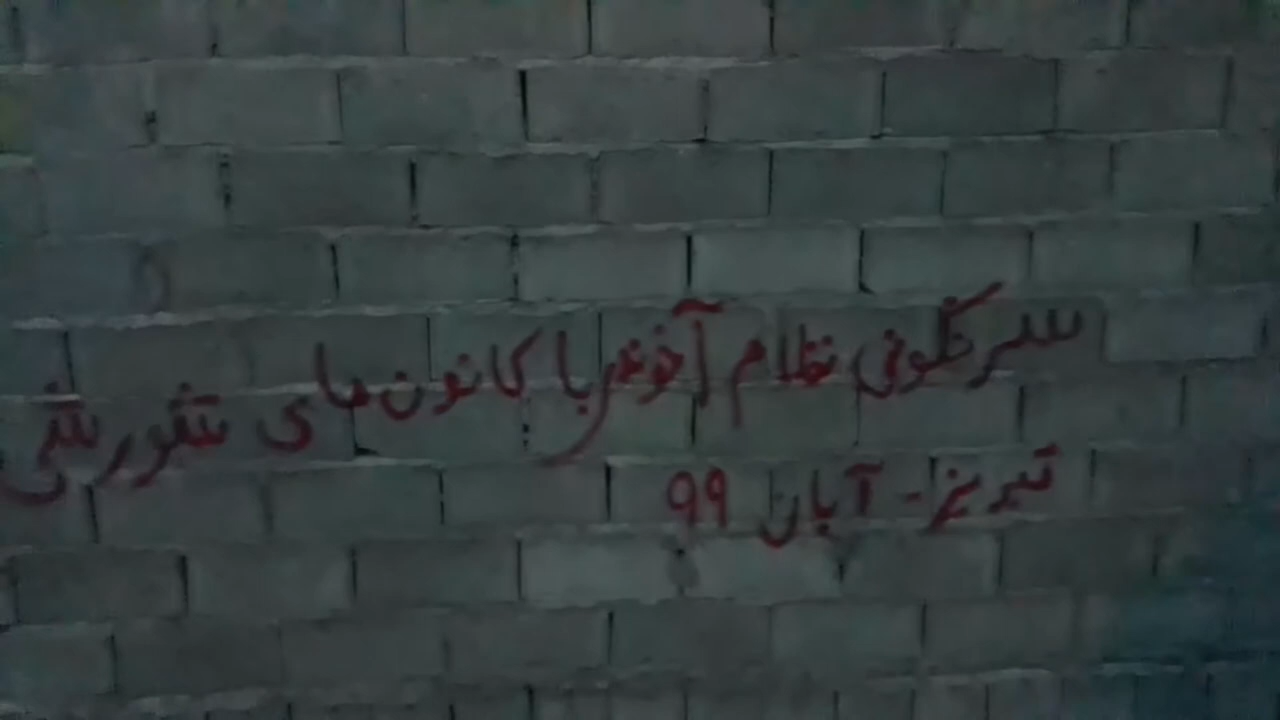 سرنگونی نظام آخوندی با کانون های شورشی
تبریز - آبان ۹۹